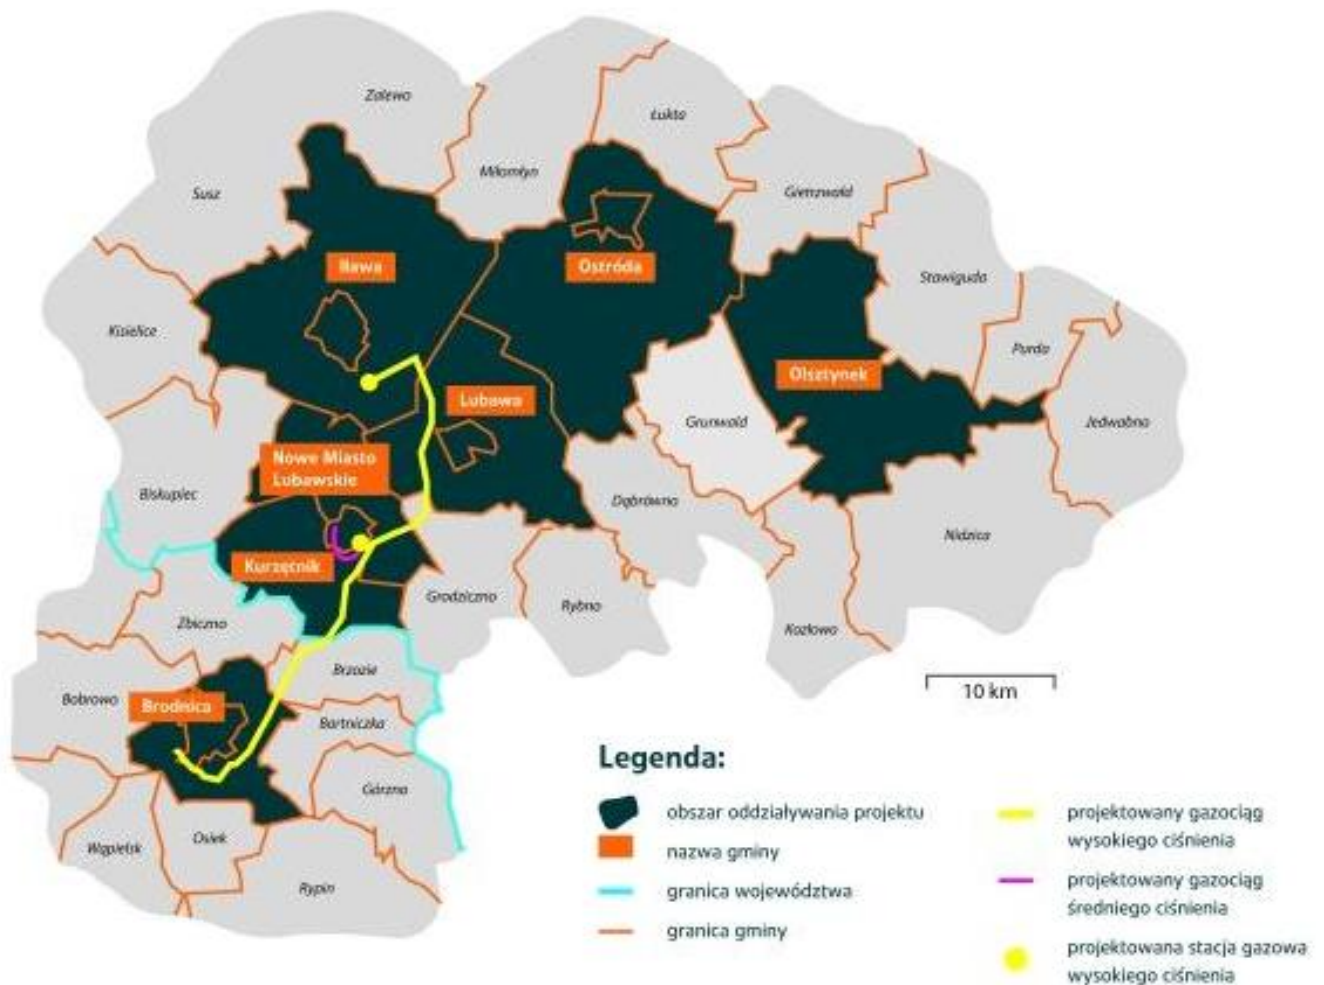 Zalewo
Łukta
Miłomłyn
Susz
Gierzwałd
Iława
Ostróda
Stawiguda
Kisielice
Purda
Olsztynek
Lubawa
Grunwald
Jedwabno
Nowe Miasto
Lubawskie
Biskupiec
Dąbrówno
Nidzica
Kurzętnik
Grodziczno
Rybno
Zbiczno
Kozłowo
Brzozie
10 km
Bobrowo
Brodnica
Bartniczka
Legenda:
Górzno
obszar oddziaływania projektu
projektowany gazociąg
wysokiego ciśnienia
Osiek
Wąpielsk
nazwa gminy
Rypin
granica województwa
projektowany gazociąg
średniego ciśnienia
granica gminy
projektowana stacja gazowa
wysokiego ciśnienia